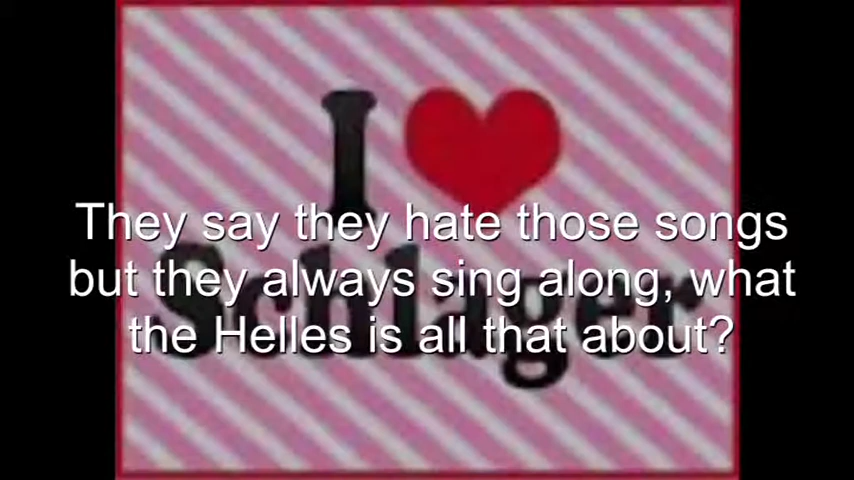 I
They say they hate those songs
but they always sing along, what
Schlager
the Helles is all that about?